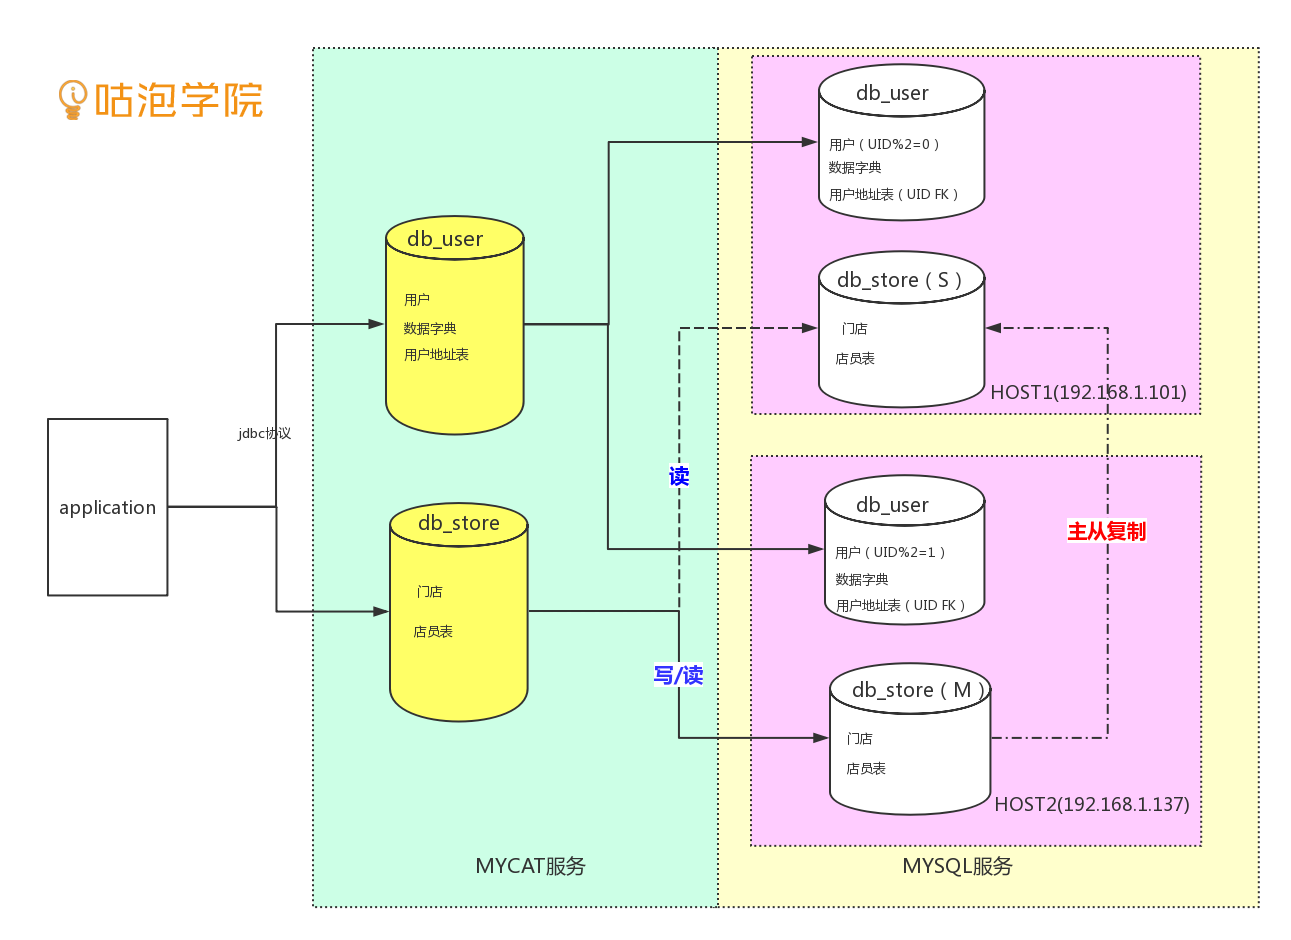 咕泡学院
application
jdbc协议
db_user
用户
数据字典
用户地址表
db_store
门店
店员表
MYCAT服务
读
写/读
db_user
用户（UID%2=0）
数据字典
用户地址表（UID FK）
db_store（S）
门店
店员表
HOST1(192.168.1.101)
主从复制
db_user
用户（UID%2=1）
数据字典
用户地址表（UID FK）
db_store（M）
门店
店员表
HOST2(192.168.1.137)
MYSQL服务